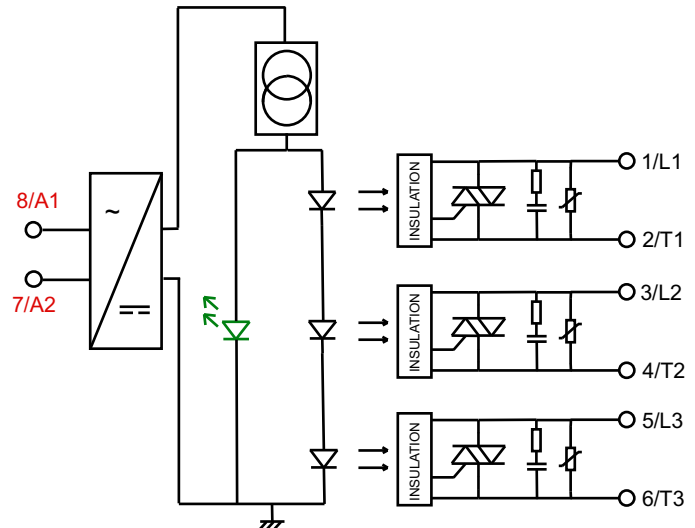 8/A1
7/A2
~
INSULATION
1/L1
2/T1
INSULATION
3/L2
4/T2
INSULATION
5/L3
6/T3